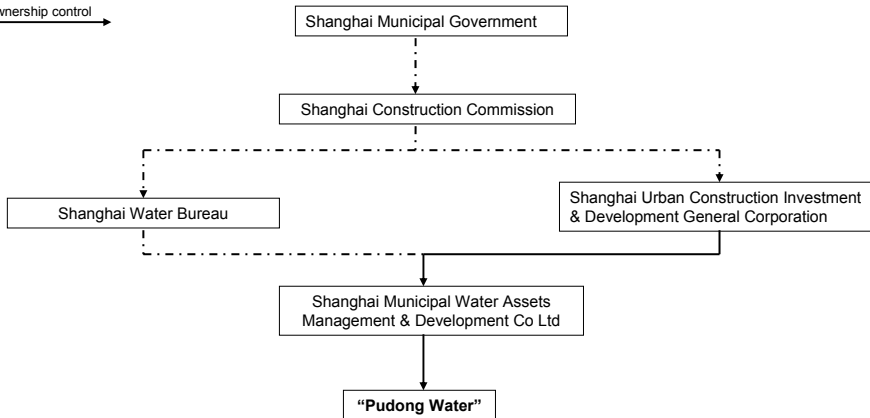 wnership control
Shanghai Municipal Government
Shanghai Construction Commission
Shanghai Water Bureau
Shanghai Urban Construction Investment
& Development General Corporation
Shanghai Municipal Water Assets
Management & Development Co Ltd
“Pudong Water”